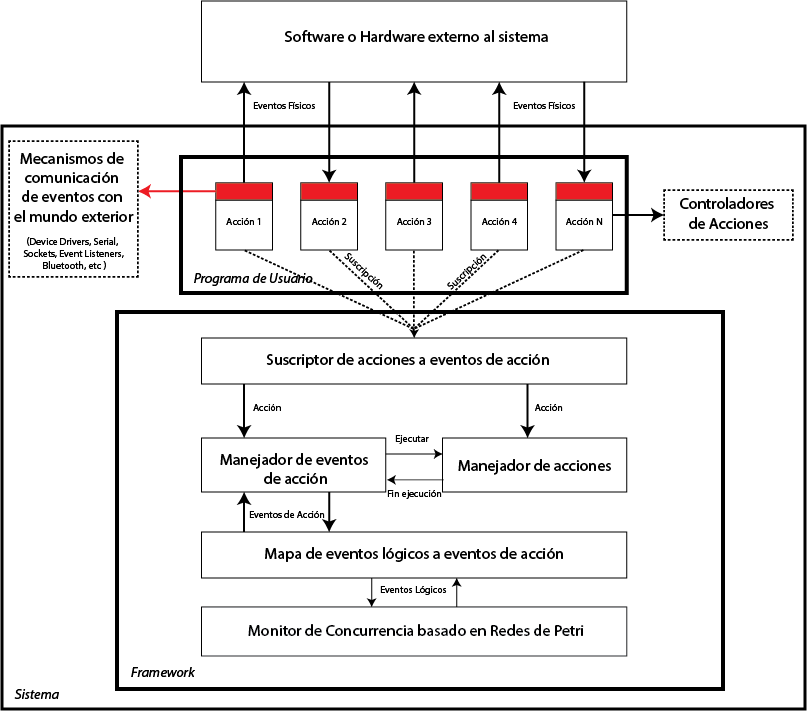 Software o Hardware externo al sistema
Eventos Físicos
Eventos Físicos
Mecanismos de
comunicación
de eventos con
el mundo exterior
(Device Drivers, Serial,
Sockets, Event Listeners,
Bluetooth, etc )
Acción 1
Acción 2
Acción 3
Acción 4
Acción N
Controladores
de Acciones
Suscripción
Suscripción
Programa de Usuário
Suscriptor de acciones a eventos de acción
Acción
Acción
Manejador de eventos
de acción
Ejecutar
Fin ejecución
Manejador de acciones
Eventos de Acción
Mapa de eventos lógicos a eventos de acción
Eventos Lógicos
Monitor de Concurrencia basado en Redes de Petri
Framework
Sistema